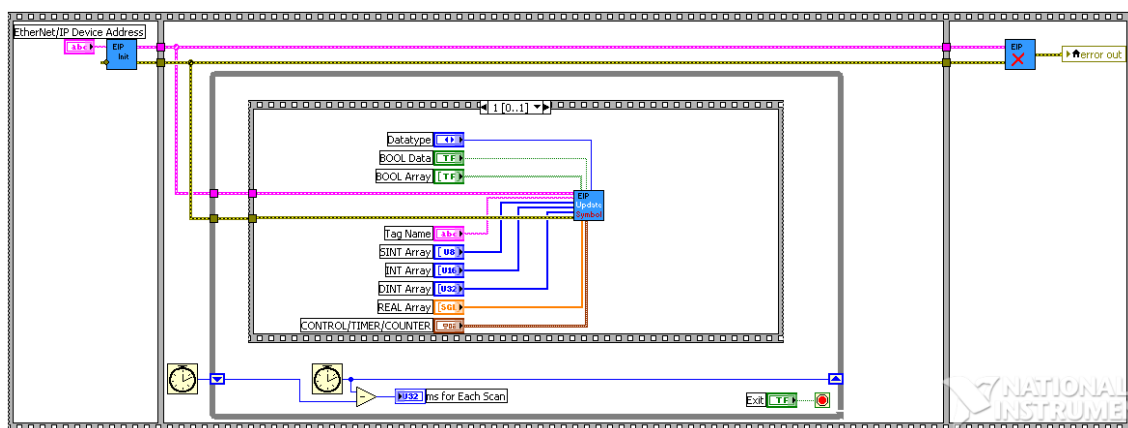 EtherNet/IP Device Address
abc
EIP
Init
EIP
error out
1 [0..1]
Datatype
BOOL Data
TF
BOOL Array
[TF
EIP
Update
Symbol
Tag Name
abc
SINT Array
[U8
INT Array
[U16
DINT Array
[U32
REAL Array
[SGL
CONTROL/TIMER/COUNTER
U32
ms for Each Scan
Exit
TF
NATIONAL
INSTRUMEN